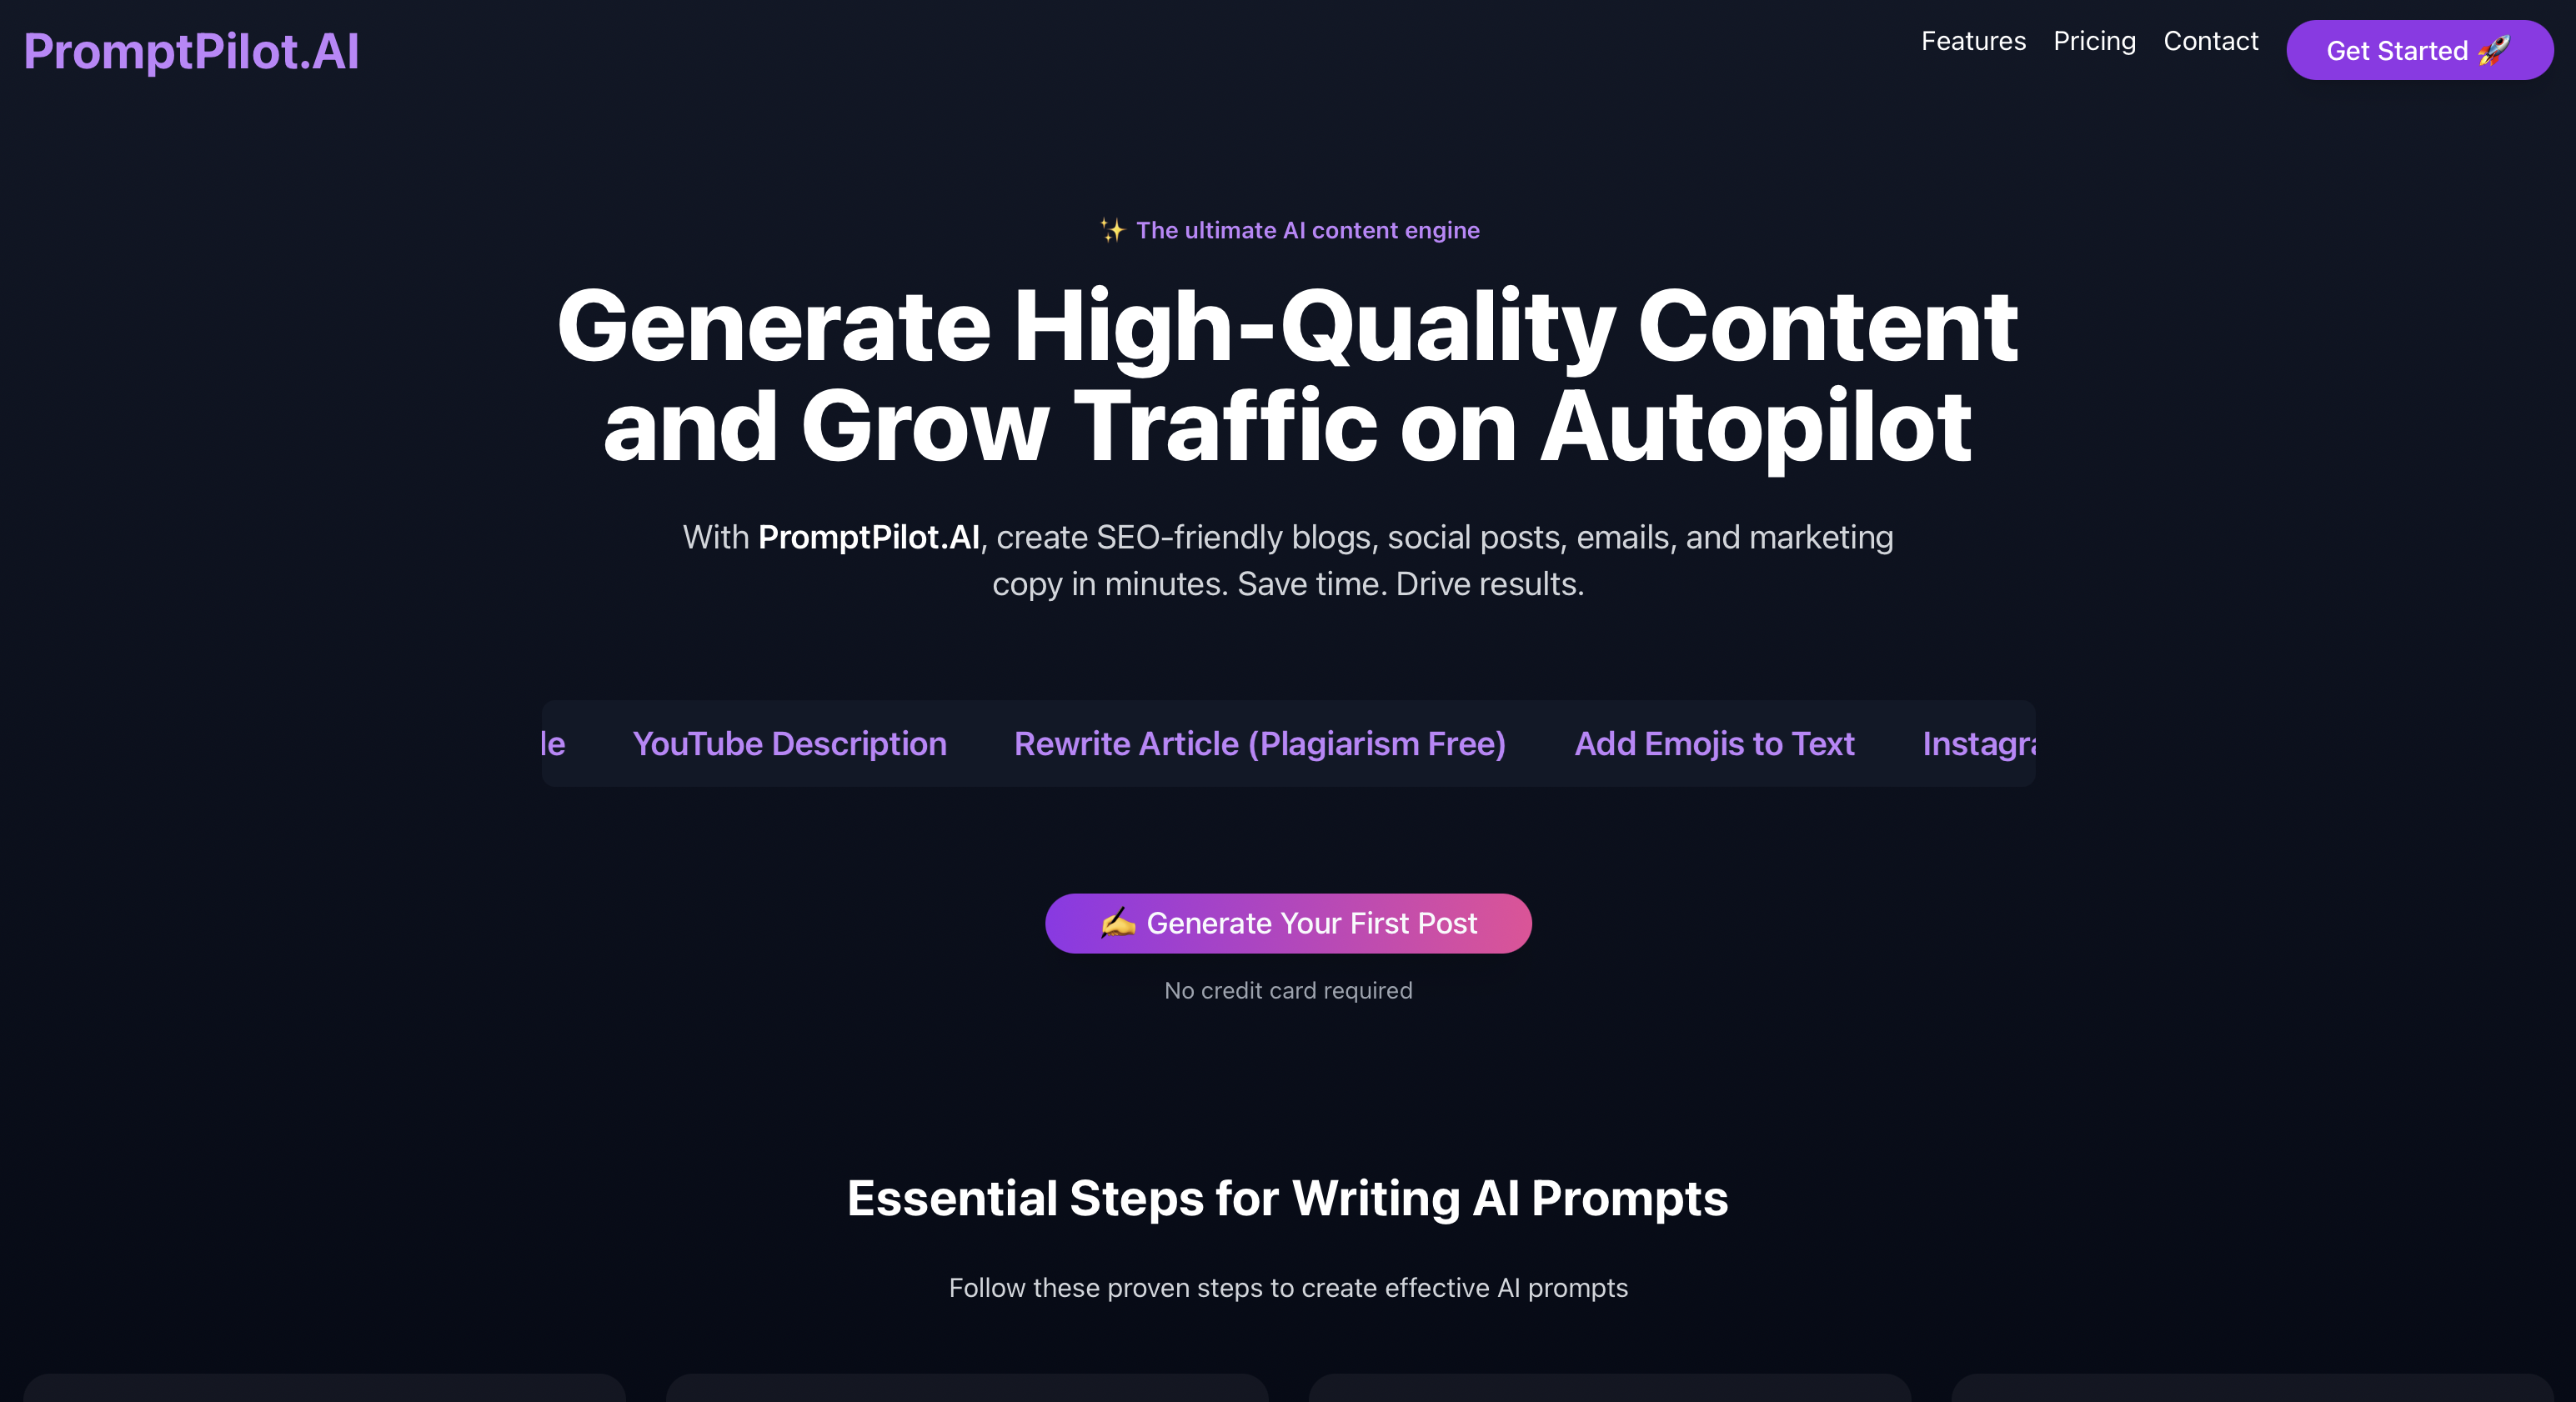 PromptPilot.AI
Features Pricing Contact Get Started 🚀
✨ The ultimate AI content engine
Generate High-Quality Content
and Grow Traffic on Autopilot
With PromptPilot.AI, create SEO-friendly blogs, social posts, emails, and marketing
copy in minutes. Save time. Drive results.
le YouTube Description Rewrite Article (Plagiarism Free) Add Emojis to Text Instagra
✍️ Generate Your First Post
No credit card required
Essential Steps for Writing AI Prompts
Follow these proven steps to create effective AI prompts